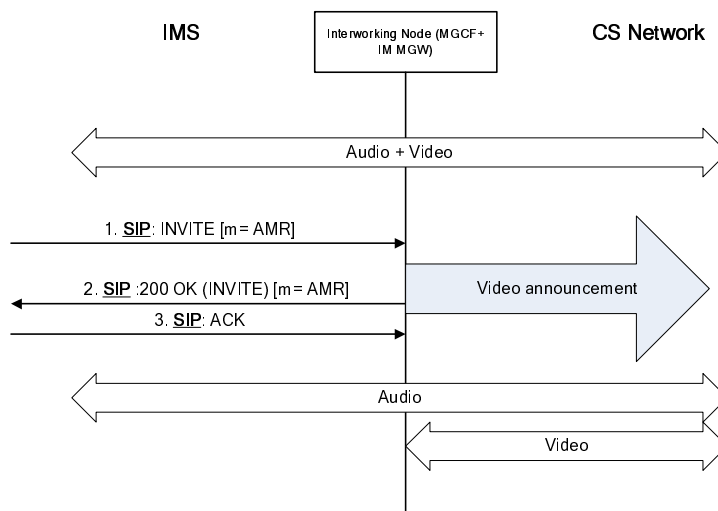 IMS
Interworking Node (MGCF+
IM MGW)
CS Network
Audio + Video
1. SIP: INVITE [m= AMR]
2. SIP :200 OK (INVITE) [m= AMR]
Video announcement
3. SIP: ACK
Audio
Video